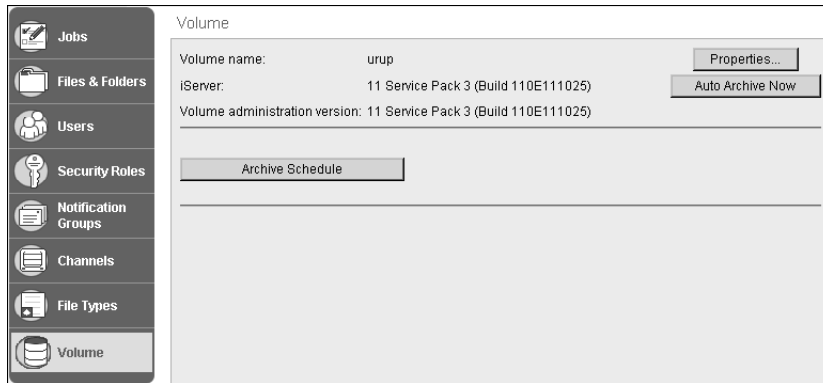 Jobs
Files & Folders
Users
Security Roles
Notification
Groups
Channels
File Types
Volume
Volume
Volume name: urup Properties...
iServer: 11 Service Pack 3 (Build 110E111025) Auto Archive Now
Volume administration version: 11 Service Pack 3 (Build 110E111025)
Archive Schedule